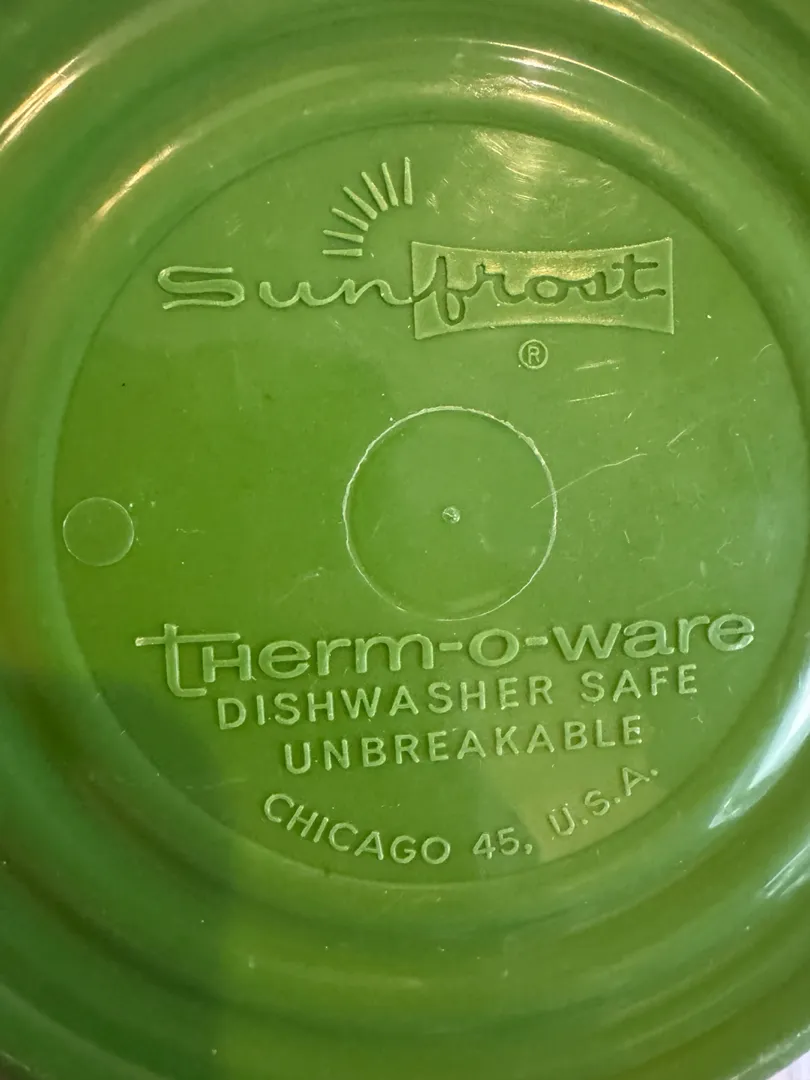 Sunfrost
®
tHerm-o-ware
DISHWASHER SAFE
UNBREAKABLE
CHICAGO 45, U.S.A.